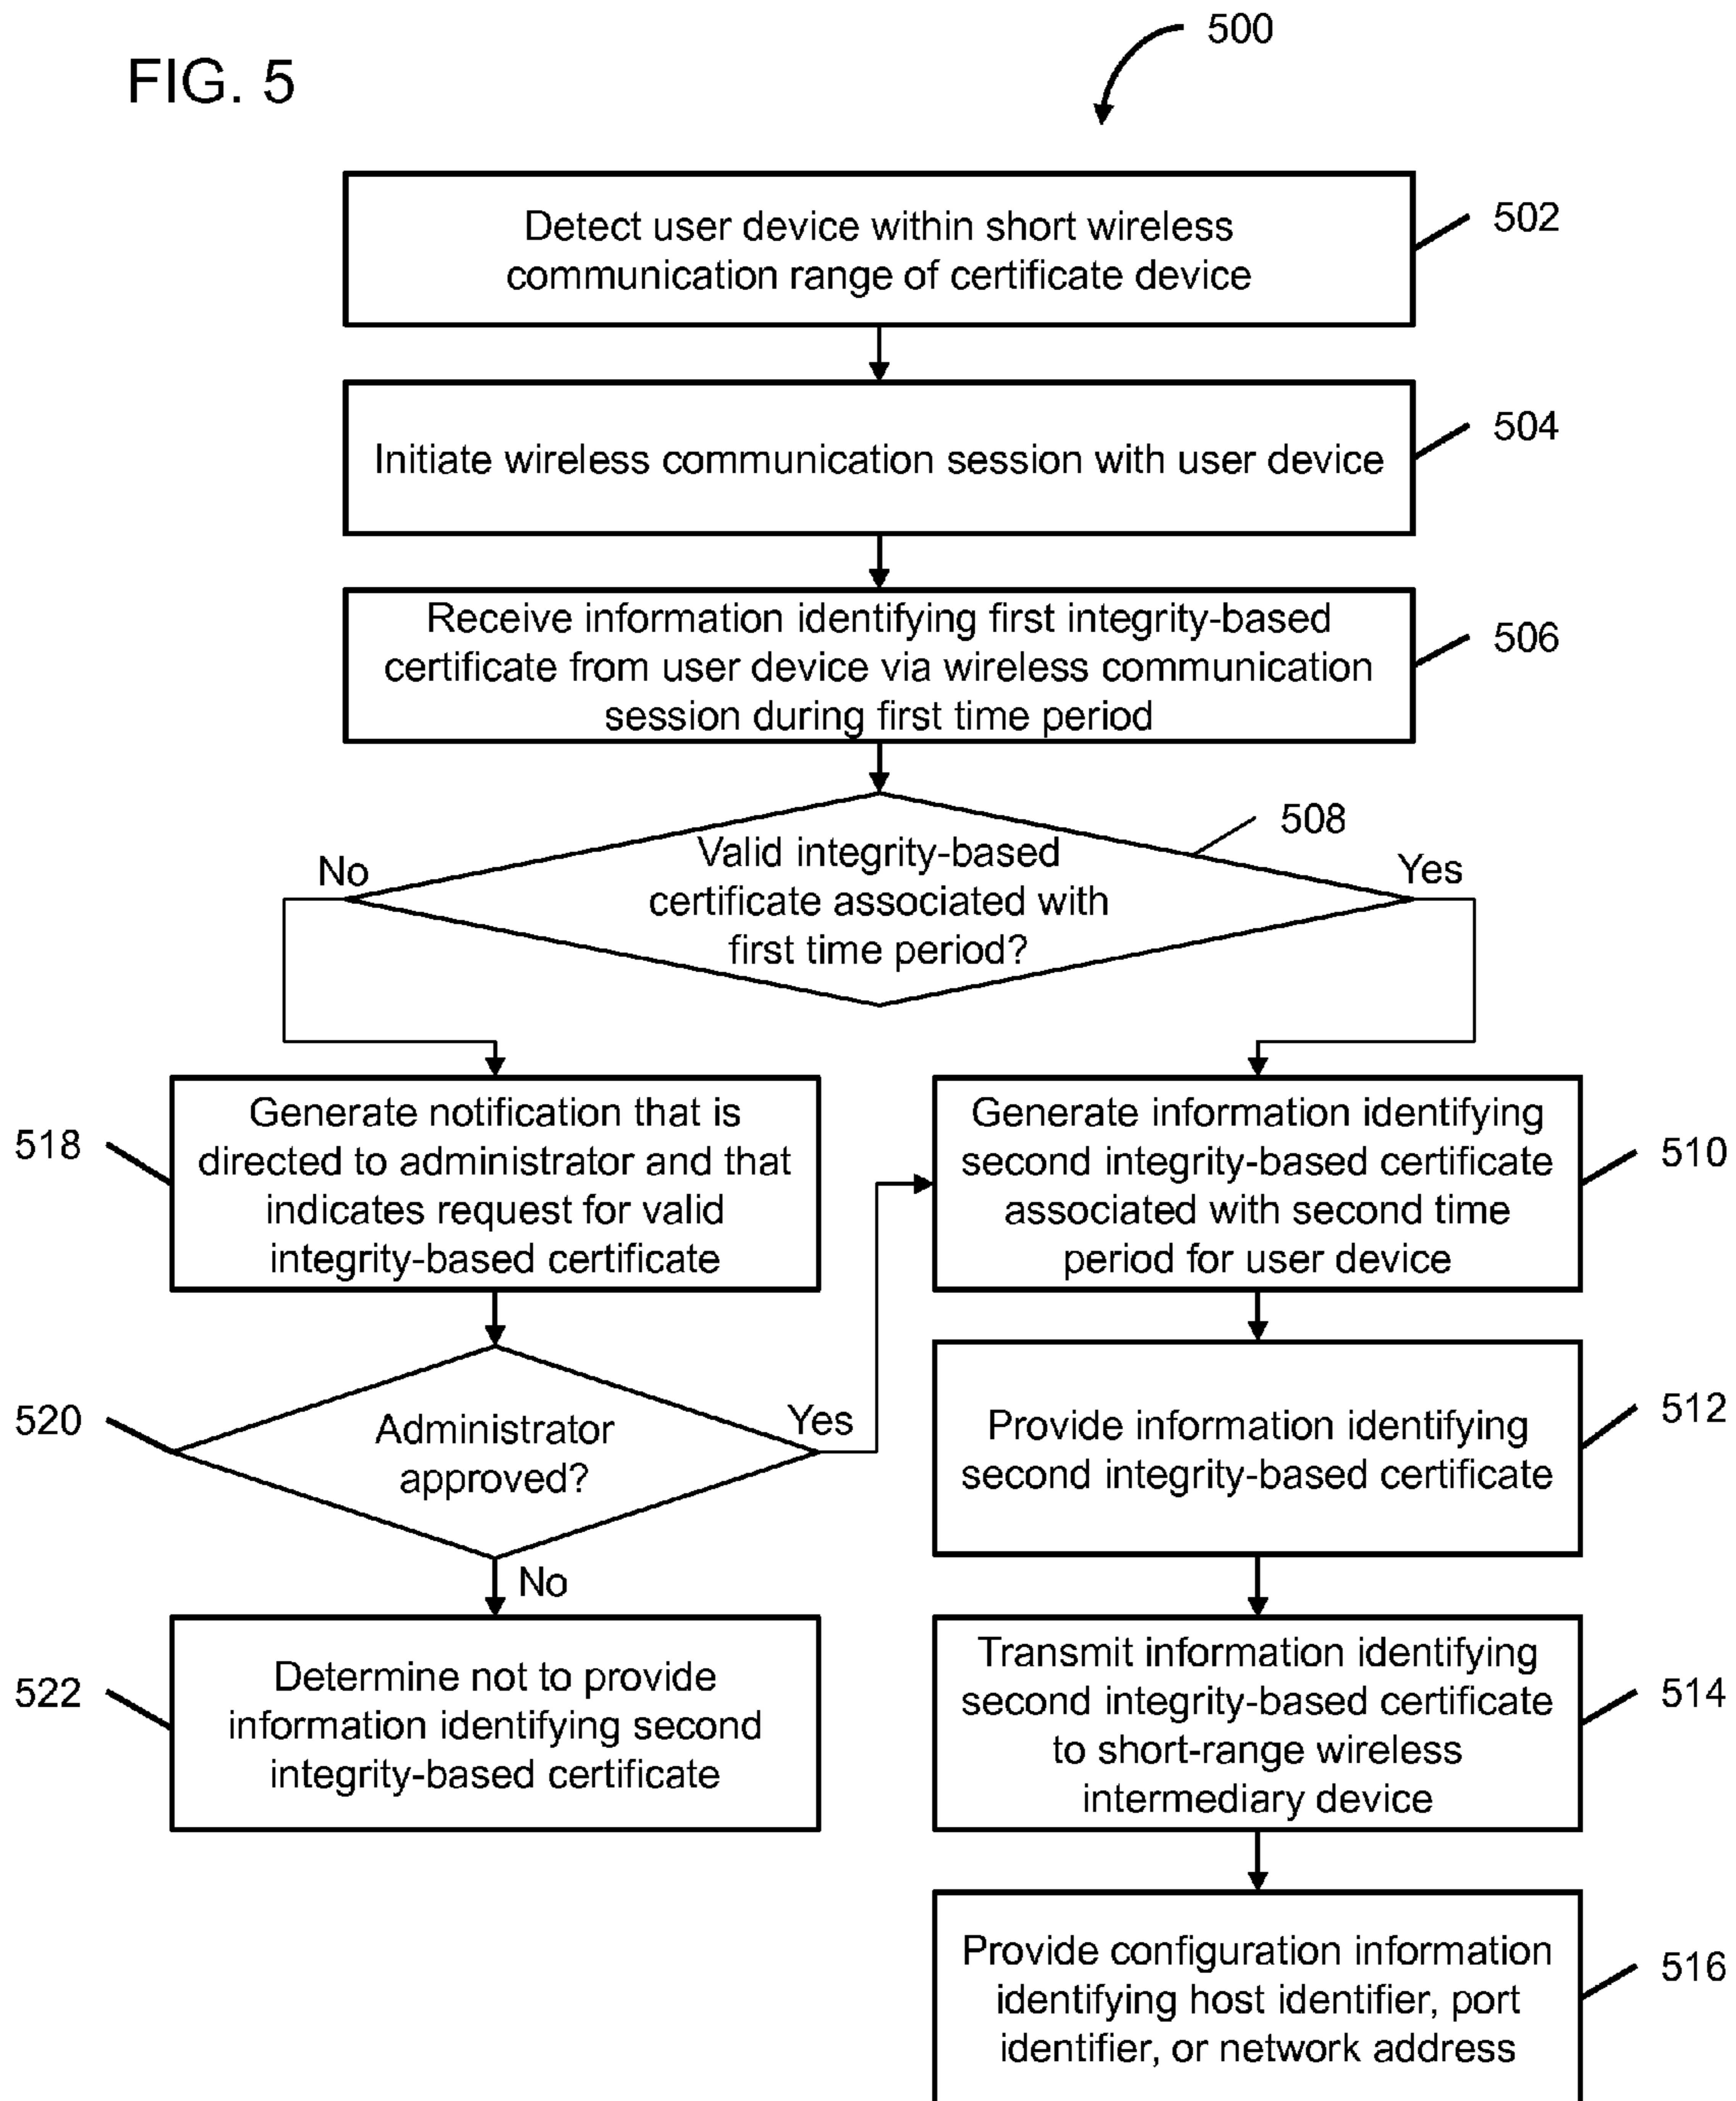 FIG. 5
500
Detect user device within short wireless
communication range of certificate device
502
Initiate wireless communication session with user device
504
Receive information identifying first integrity-based
certificate from user device via wireless communication
session during first time period
506
Valid integrity-based
certificate associated with
first time period?
508
No
Yes
518
Generate notification that is
directed to administrator and that
indicates request for valid
integrity-based certificate
Generate information identifying
second integrity-based certificate
associated with second time
period for user device
510
520
Administrator
approved?
Yes
No
Provide information identifying
second integrity-based certificate
512
522
Determine not to provide
information identifying second
integrity-based certificate
Transmit information identifying
second integrity-based certificate
to short-range wireless
intermediary device
514
Provide configuration information
identifying host identifier, port
identifier, or network address
516